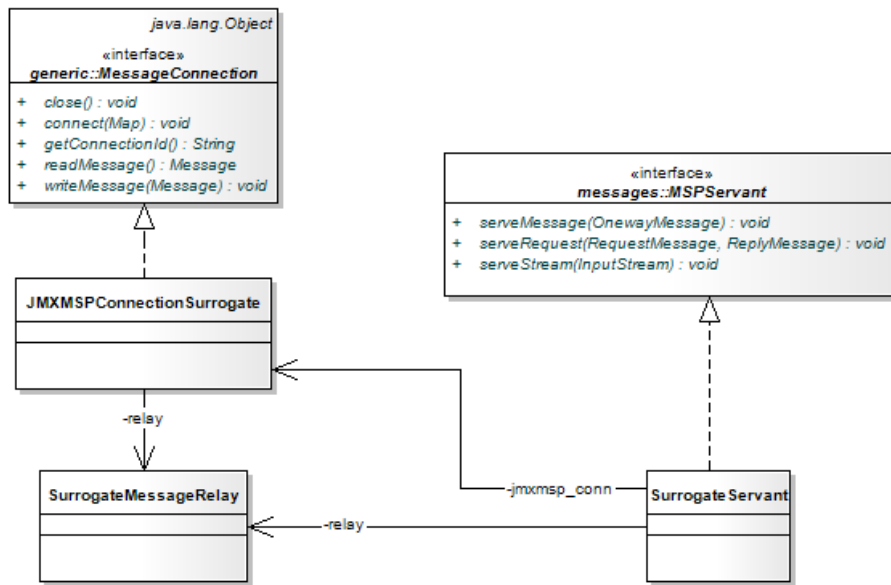 java.lang.Object
«interface»
generic::MessageConnection
+ close() : void
+ connect(Map) : void
+ getConnectionId() : String
+ readMessage() : Message
+ writeMessage(Message) : void
«interface»
messages::MSPServant
+ serveMessage(OnewayMessage) : void
+ serveRequest(RequestMessage, ReplyMessage) : void
+ serveStream(InputStream) : void
JMXMSPConnectionSurrogate
-relay
SurrogateMessageRelay
-jmxmsp_conn
SurrogateServant
-relay